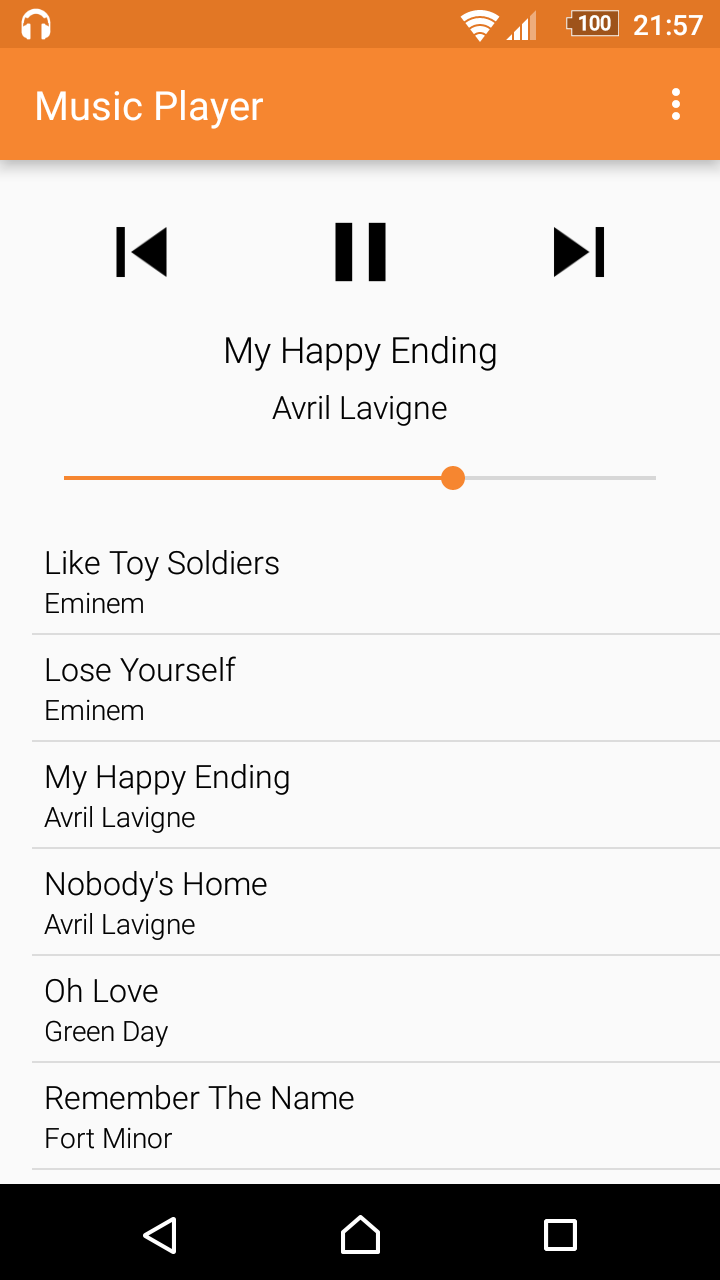 100 21:57
Music Player
My Happy Ending
Avril Lavigne
Like Toy Soldiers
Eminem
Lose Yourself
Eminem
My Happy Ending
Avril Lavigne
Nobody's Home
Avril Lavigne
Oh Love
Green Day
Remember The Name
Fort Minor